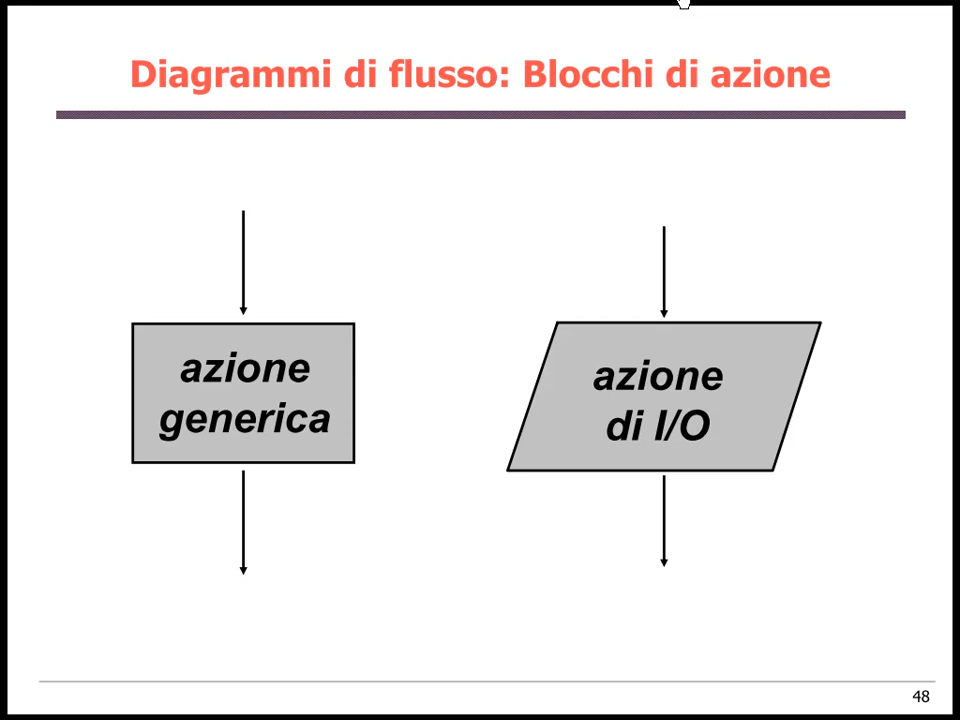 Diagrammi di flusso: Blocchi di azione
azione
generica
azione
di I/O
48